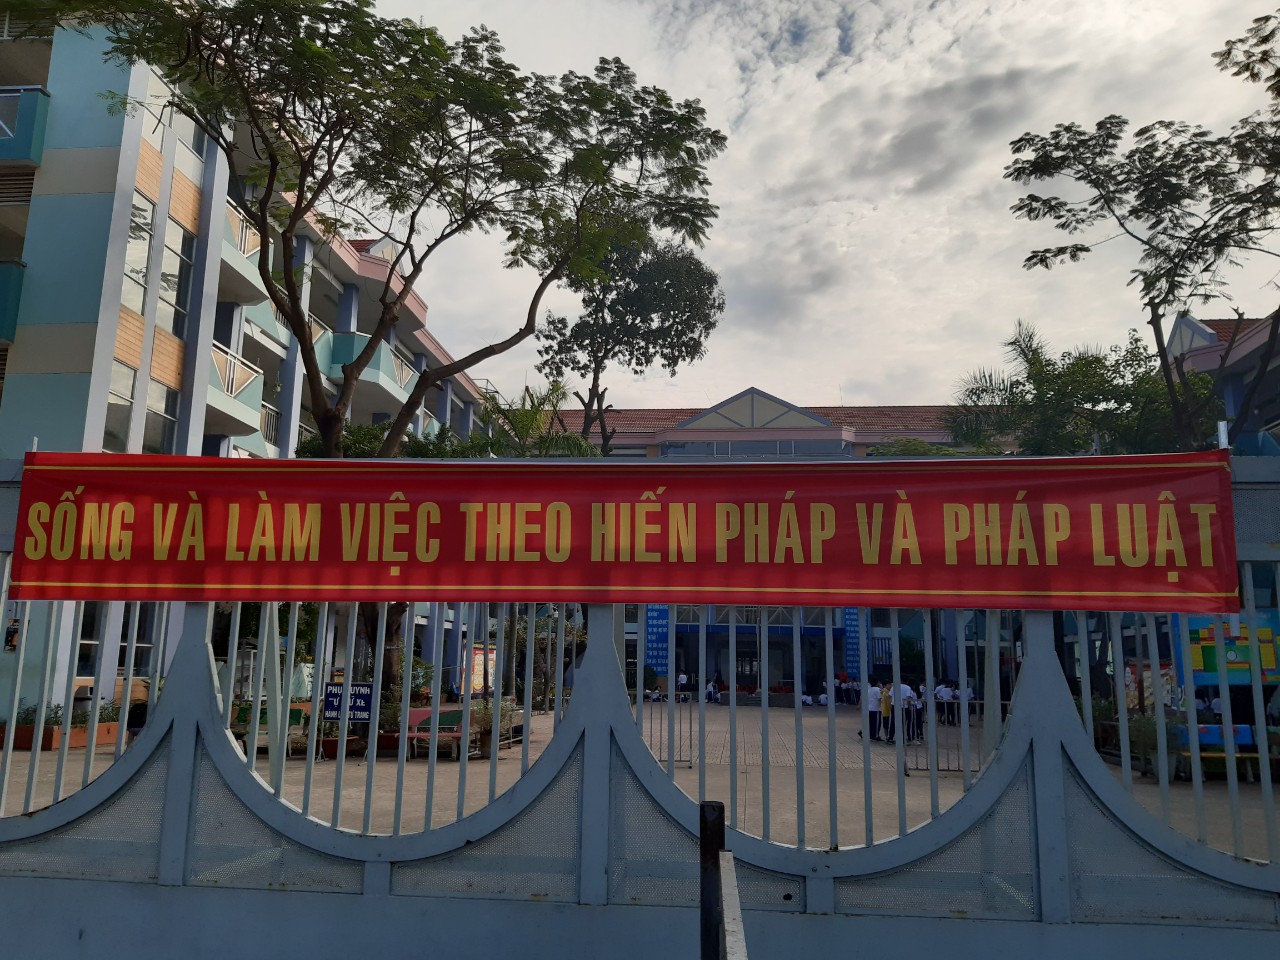 SỐNG VÀ LÀM VIỆC THEO HIẾN PHÁP VÀ PHÁP LUẬT
PHỤ HUYNH